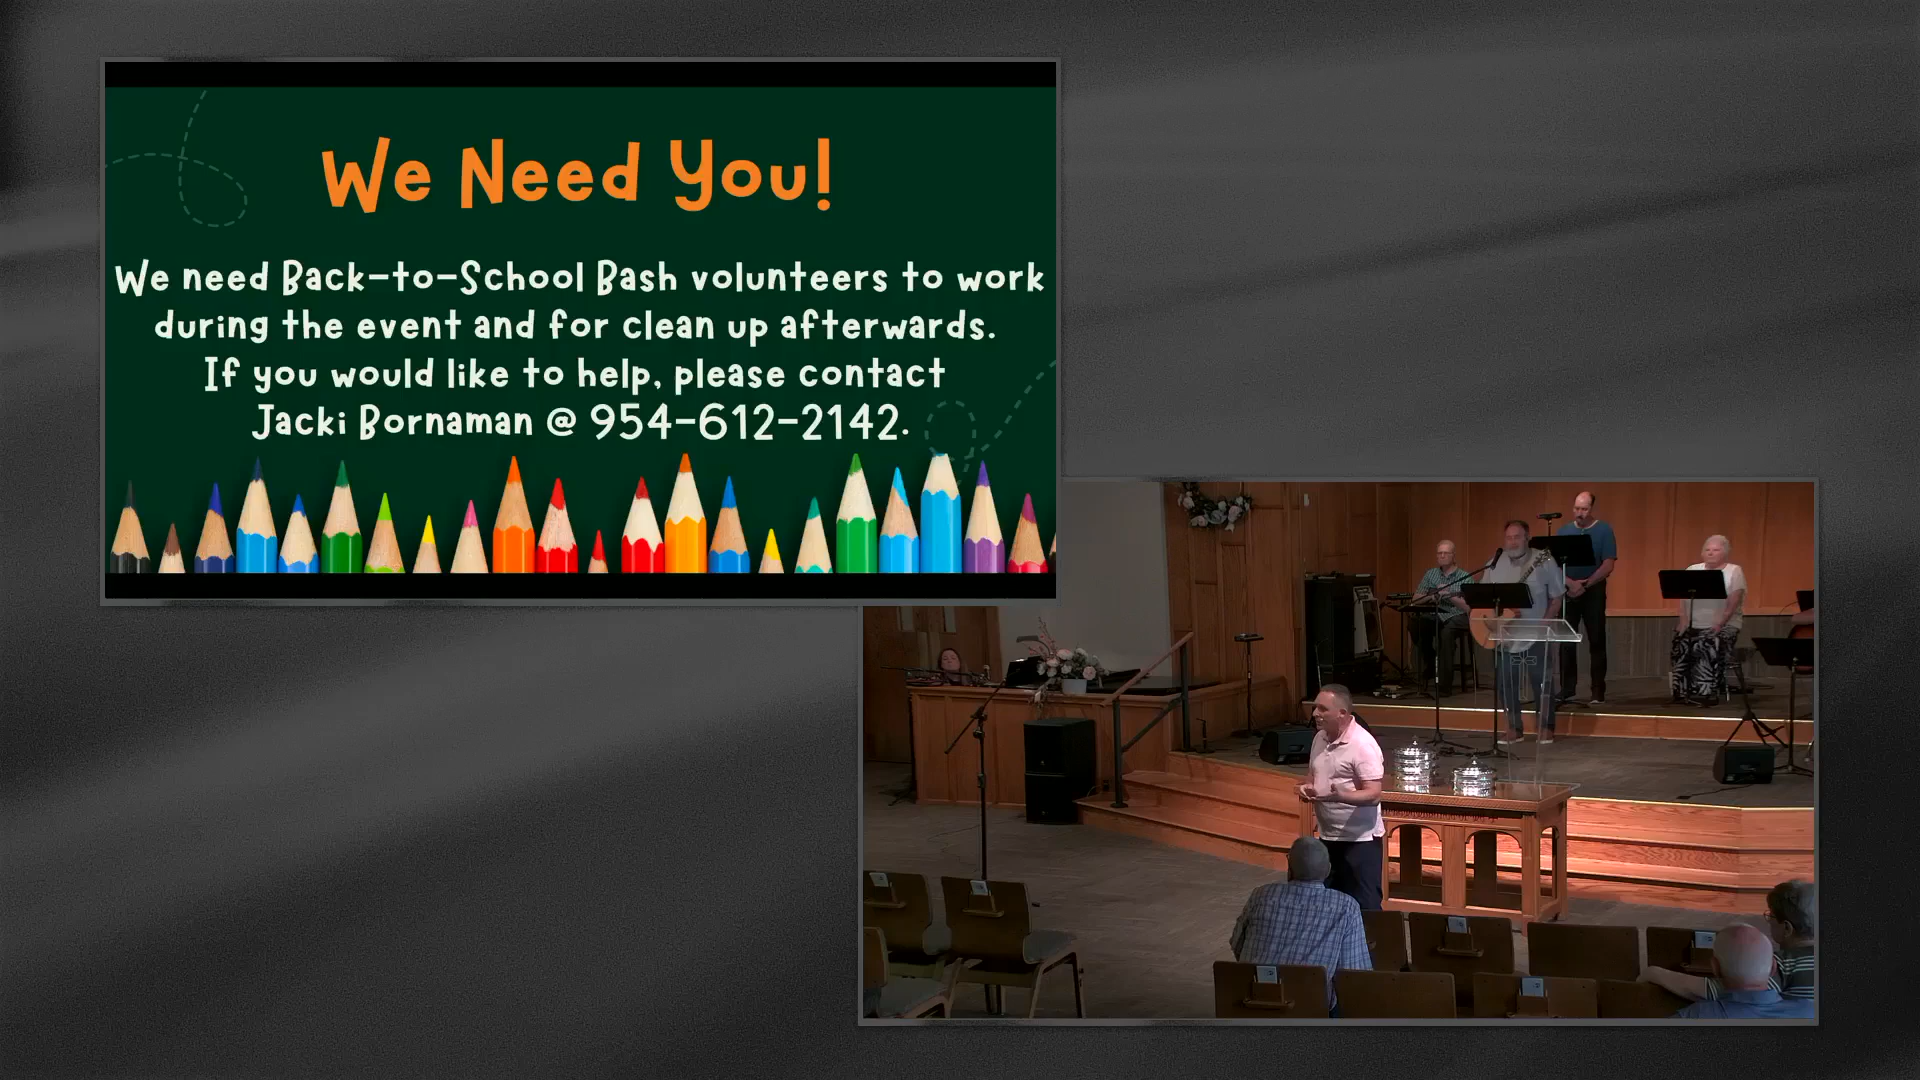 We Need You!
We need Back-to-School Bash volunteers to work
during the event and for clean up afterwards.
If you would like to help, please contact
Jacki Bornaman @ 954-612-2142.